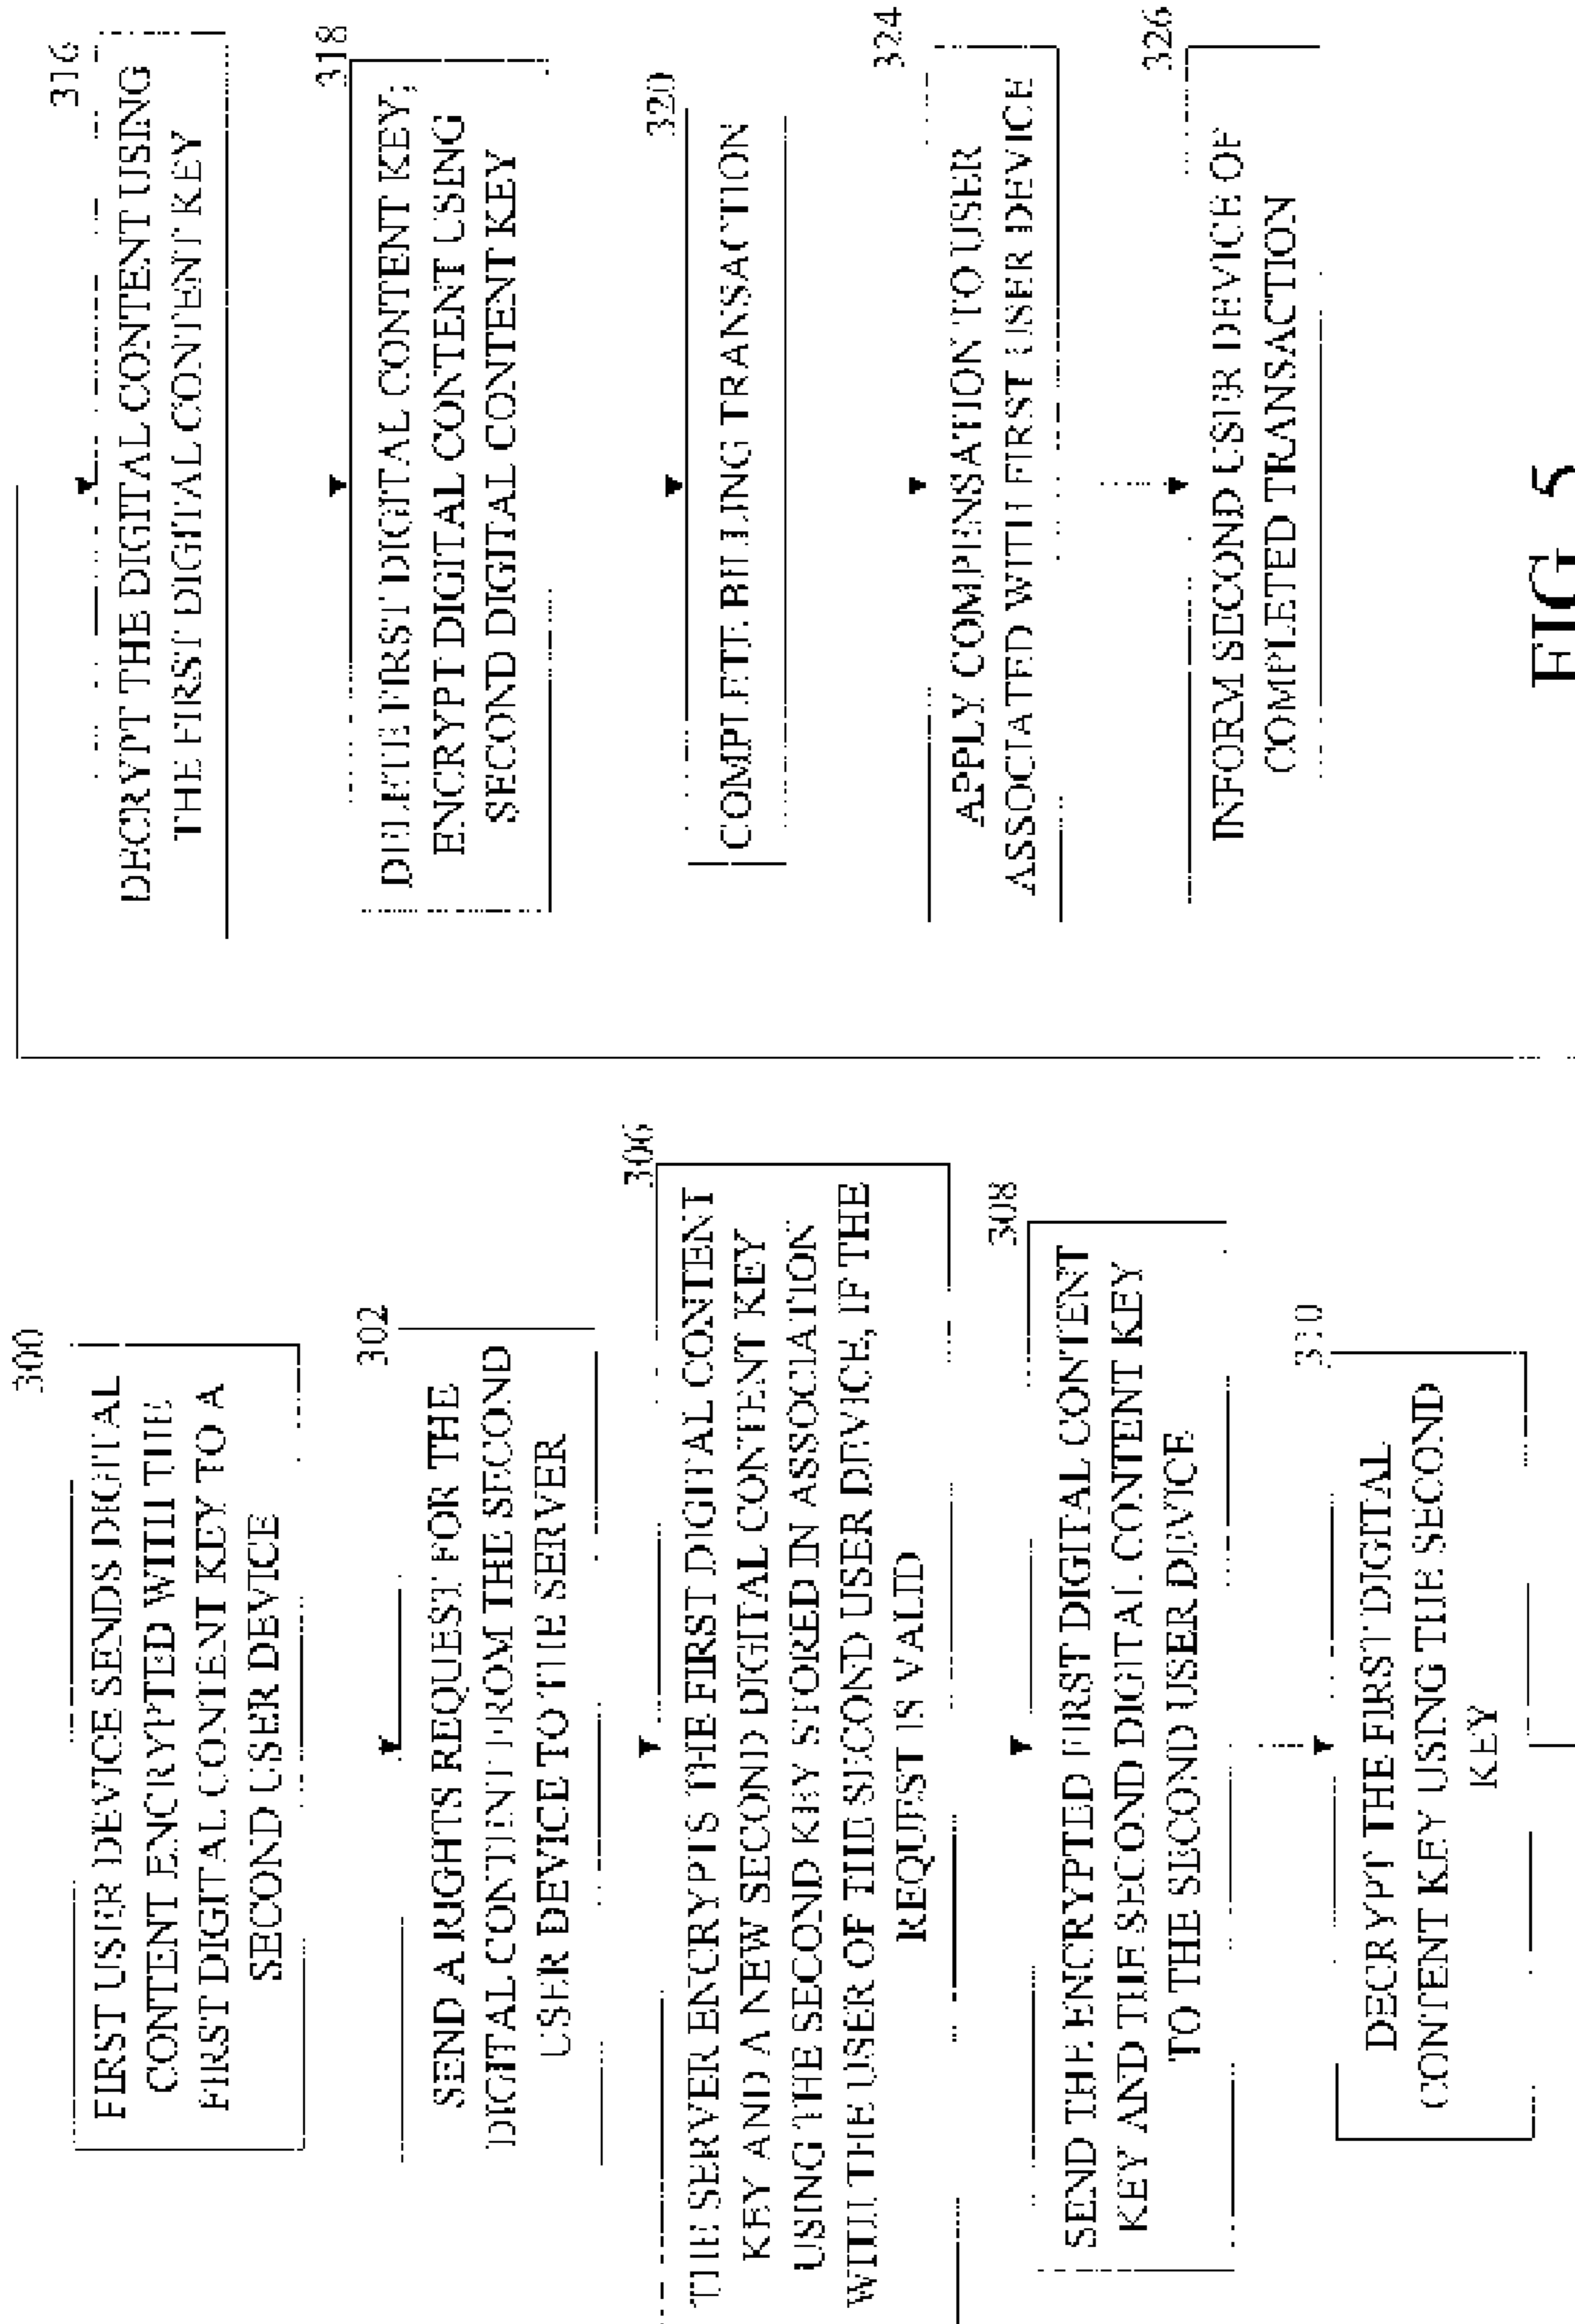 300
FIRST USER DEVICE SENDS DIGITAL
CONTENT ENCRYPTED WITH THE
FIRST DIGITAL CONTENT KEY TO A
SECOND USER DEVICE
302
SEND A RIGHTS REQUEST FOR THE
DIGITAL CONTENT FROM THE SECOND
USER DEVICE TO THE SERVER
306
THE SERVER ENCRYPTS THE FIRST DIGITAL CONTENT
KEY AND A NEW SECOND DIGITAL CONTENT KEY
USING THE SECOND KEY STORED IN ASSOCIATION
WITH THE USER OF THE SECOND USER DEVICE, IF THE
REQUEST IS VALID
308
SEND THE ENCRYPTED FIRST DIGITAL CONTENT
KEY AND THE SECOND DIGITAL CONTENT KEY
TO THE SECOND USER DEVICE
310
DECRYPT THE FIRST DIGITAL
CONTENT KEY USING THE SECOND
KEY
316
DECRYPT THE DIGITAL CONTENT USING
THE FIRST DIGITAL CONTENT KEY
318
DELETE FIRST DIGITAL CONTENT KEY;
ENCRYPT DIGITAL CONTENT USING
SECOND DIGITAL CONTENT KEY
320
COMPLETE BILLING TRANSACTION
324
APPLY COMPENSATION TO USER
ASSOCIATED WITH FIRST USER DEVICE
326
INFORM SECOND USER DEVICE OF
COMPLETED TRANSACTION
FIG 5